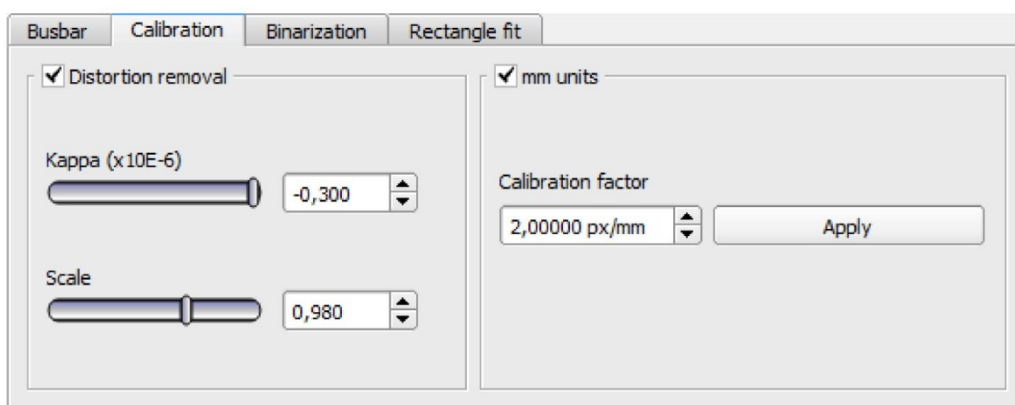 Busbar Calibration Binarization Rectangle fit
Distortion removal
Kappa (x10E-6)
-0,300
Scale
0,980
mm units
Calibration factor
2,00000 px/mm Apply